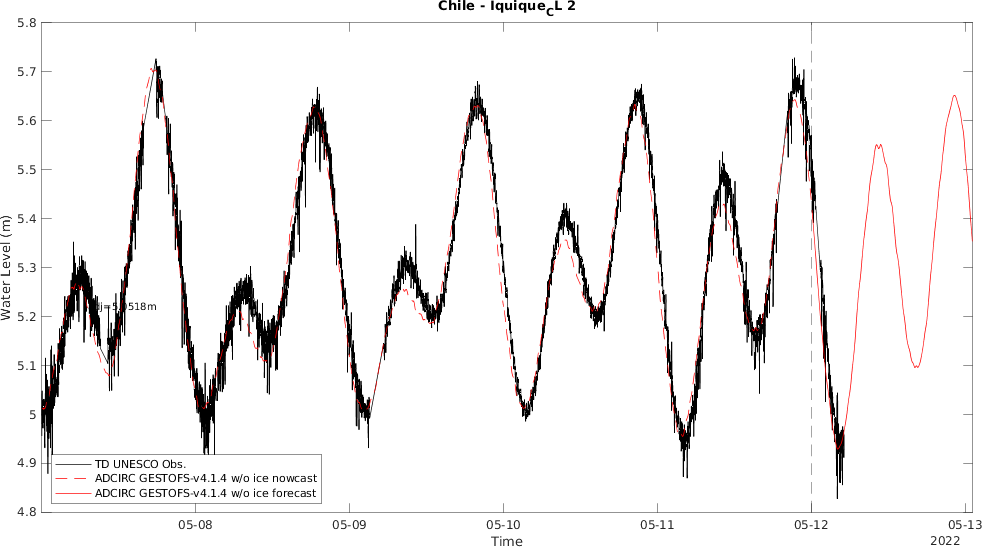 Chile - Iquique_CL 2
5.8
5.7
5.6
5.5
5.4
5.3
5.2
5.1
5
4.9
4.8
Water Level (m)
j=5.0518m
TD UNESCO Obs.
ADCIRC GESTOFS-v4.1.4 w/o ice nowcast
ADCIRC GESTOFS-v4.1.4 w/o ice forecast
05-08 05-09 05-10 05-11 05-12 05-13
Time
2022